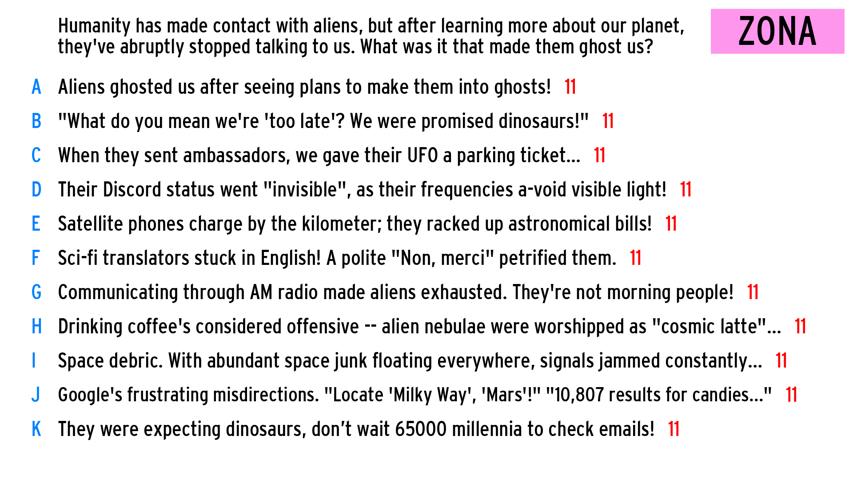 Humanity has made contact with aliens, but after learning more about our planet,
they've abruptly stopped talking to us. What was it that made them ghost us?
ZONA
A Aliens ghosted us after seeing plans to make them into ghosts! 11
B "What do you mean we're 'too late'? We were promised dinosaurs!" 11
C When they sent ambassadors, we gave their UFO a parking ticket... 11
D Their Discord status went "invisible", as their frequencies a-void visible light! 11
E Satellite phones charge by the kilometer; they racked up astronomical bills! 11
F Sci-fi translators stuck in English! A polite "Non, merci" petrified them. 11
G Communicating through AM radio made aliens exhausted. They're not morning people! 11
H Drinking coffee's considered offensive -- alien nebulae were worshipped as "cosmic latte"... 11
I Space debric. With abundant space junk floating everywhere, signals jammed constantly... 11
J Google's frustrating misdirections. "Locate 'Milky Way', 'Mars'!" "10,807 results for candies..." 11
K They were expecting dinosaurs, don’t wait 65000 millennia to check emails! 11